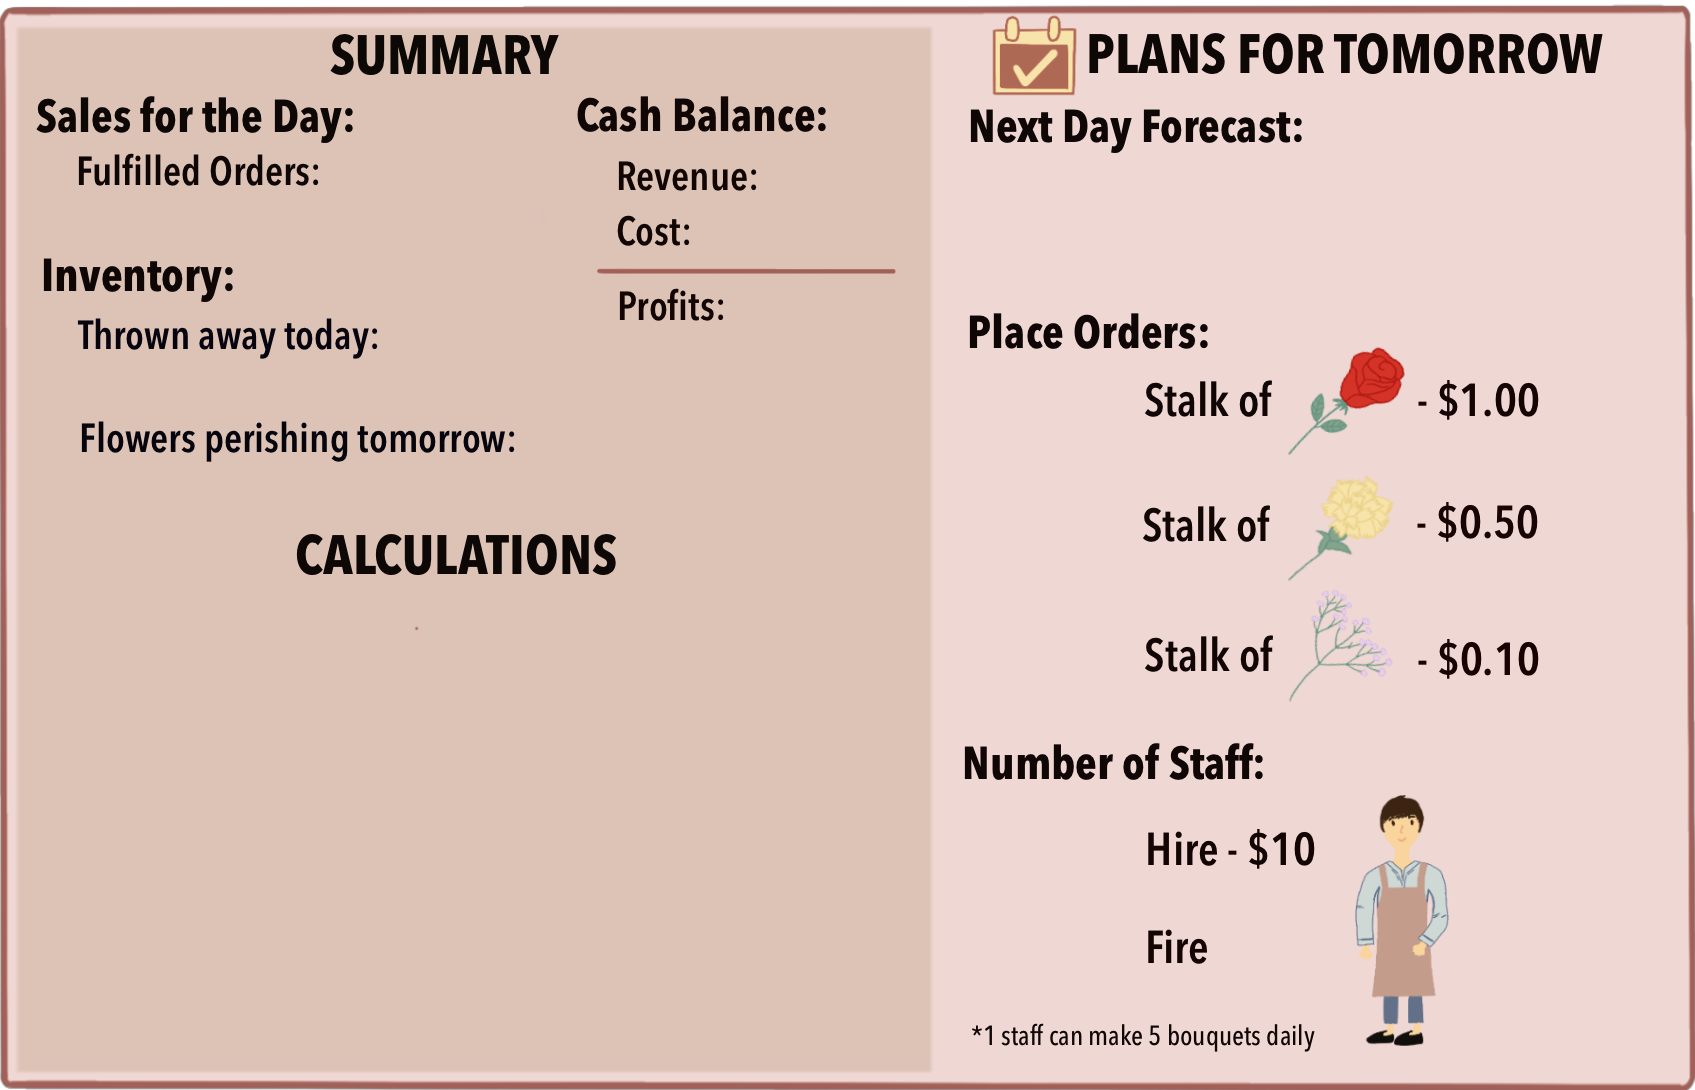 SUMMARY
Sales for the Day:
Fulfilled Orders:
Inventory:
Thrown away today:
Flowers perishing tomorrow:
Cash Balance:
Revenue:
Cost:
Profits:
CALCULATIONS
PLANS FOR TOMORROW
Next Day Forecast:
Place Orders:
Stalk of - $1.00
Stalk of - $0.50
Stalk of - $0.10
Number of Staff:
Hire - $10
Fire
*1 staff can make 5 bouquets daily